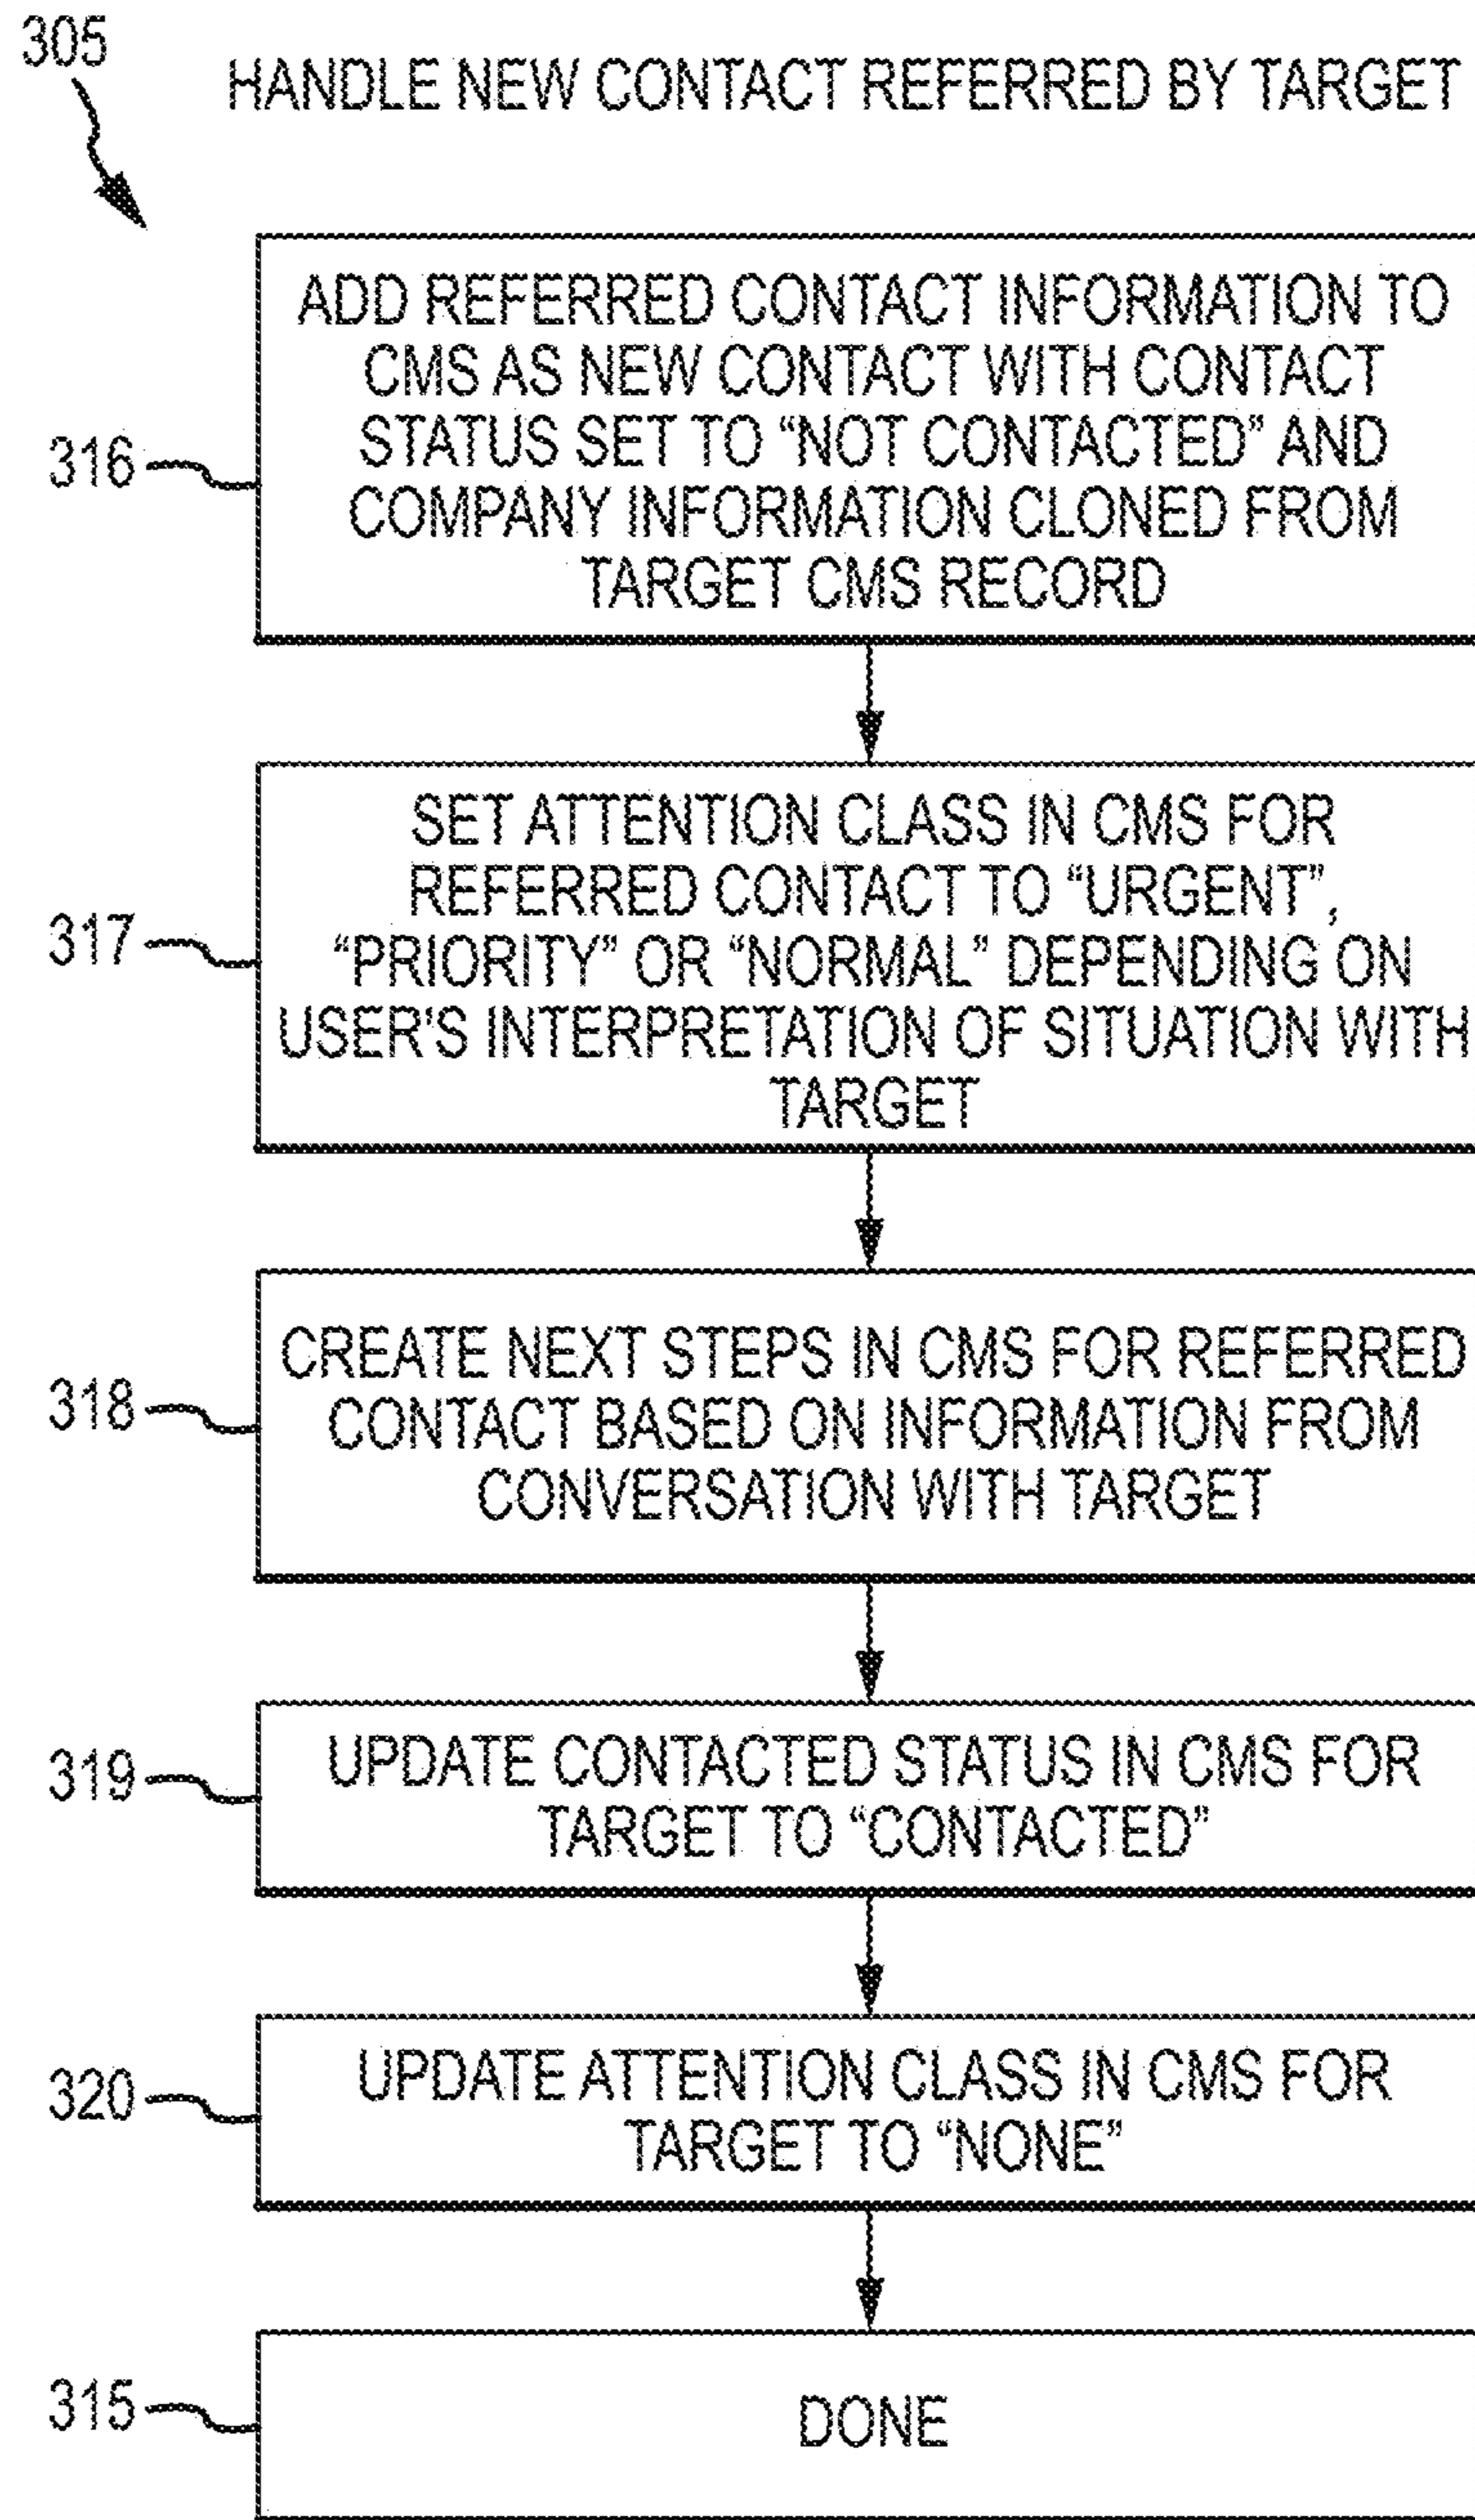 305
HANDLE NEW CONTACT REFERRED BY TARGET
ADD REFERRED CONTACT INFORMATION TO
CMS AS NEW CONTACT WITH CONTACT
STATUS SET TO “NOT CONTACTED” AND
COMPANY INFORMATION CLONED FROM
TARGET CMS RECORD
316
SET ATTENTION CLASS IN CMS FOR
REFERRED CONTACT TO “URGENT”,
“PRIORITY” OR “NORMAL” DEPENDING ON
USER'S INTERPRETATION OF SITUATION WITH
TARGET
317
CREATE NEXT STEPS IN CMS FOR REFERRED
CONTACT BASED ON INFORMATION FROM
CONVERSATION WITH TARGET
318
UPDATE CONTACTED STATUS IN CMS FOR
TARGET TO “CONTACTED”
319
UPDATE ATTENTION CLASS IN CMS FOR
TARGET TO “NONE”
320
DONE
315